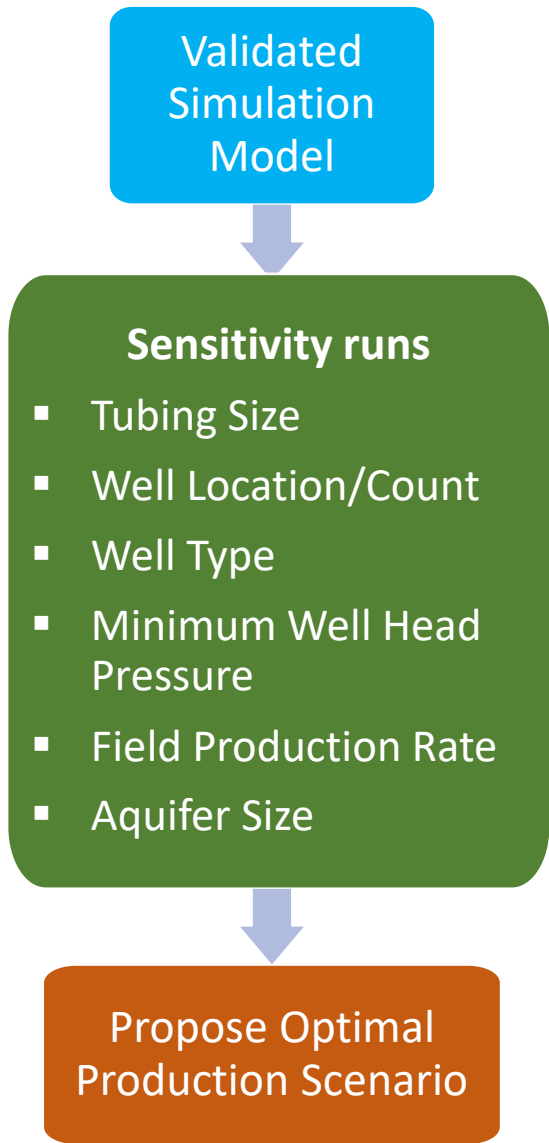 Validated
Simulation
Model
Sensitivity runs
▪ Tubing Size
▪ Well Location/Count
▪ Well Type
▪ Minimum Well Head
Pressure
▪ Field Production Rate
▪ Aquifer Size
Propose Optimal
Production Scenario